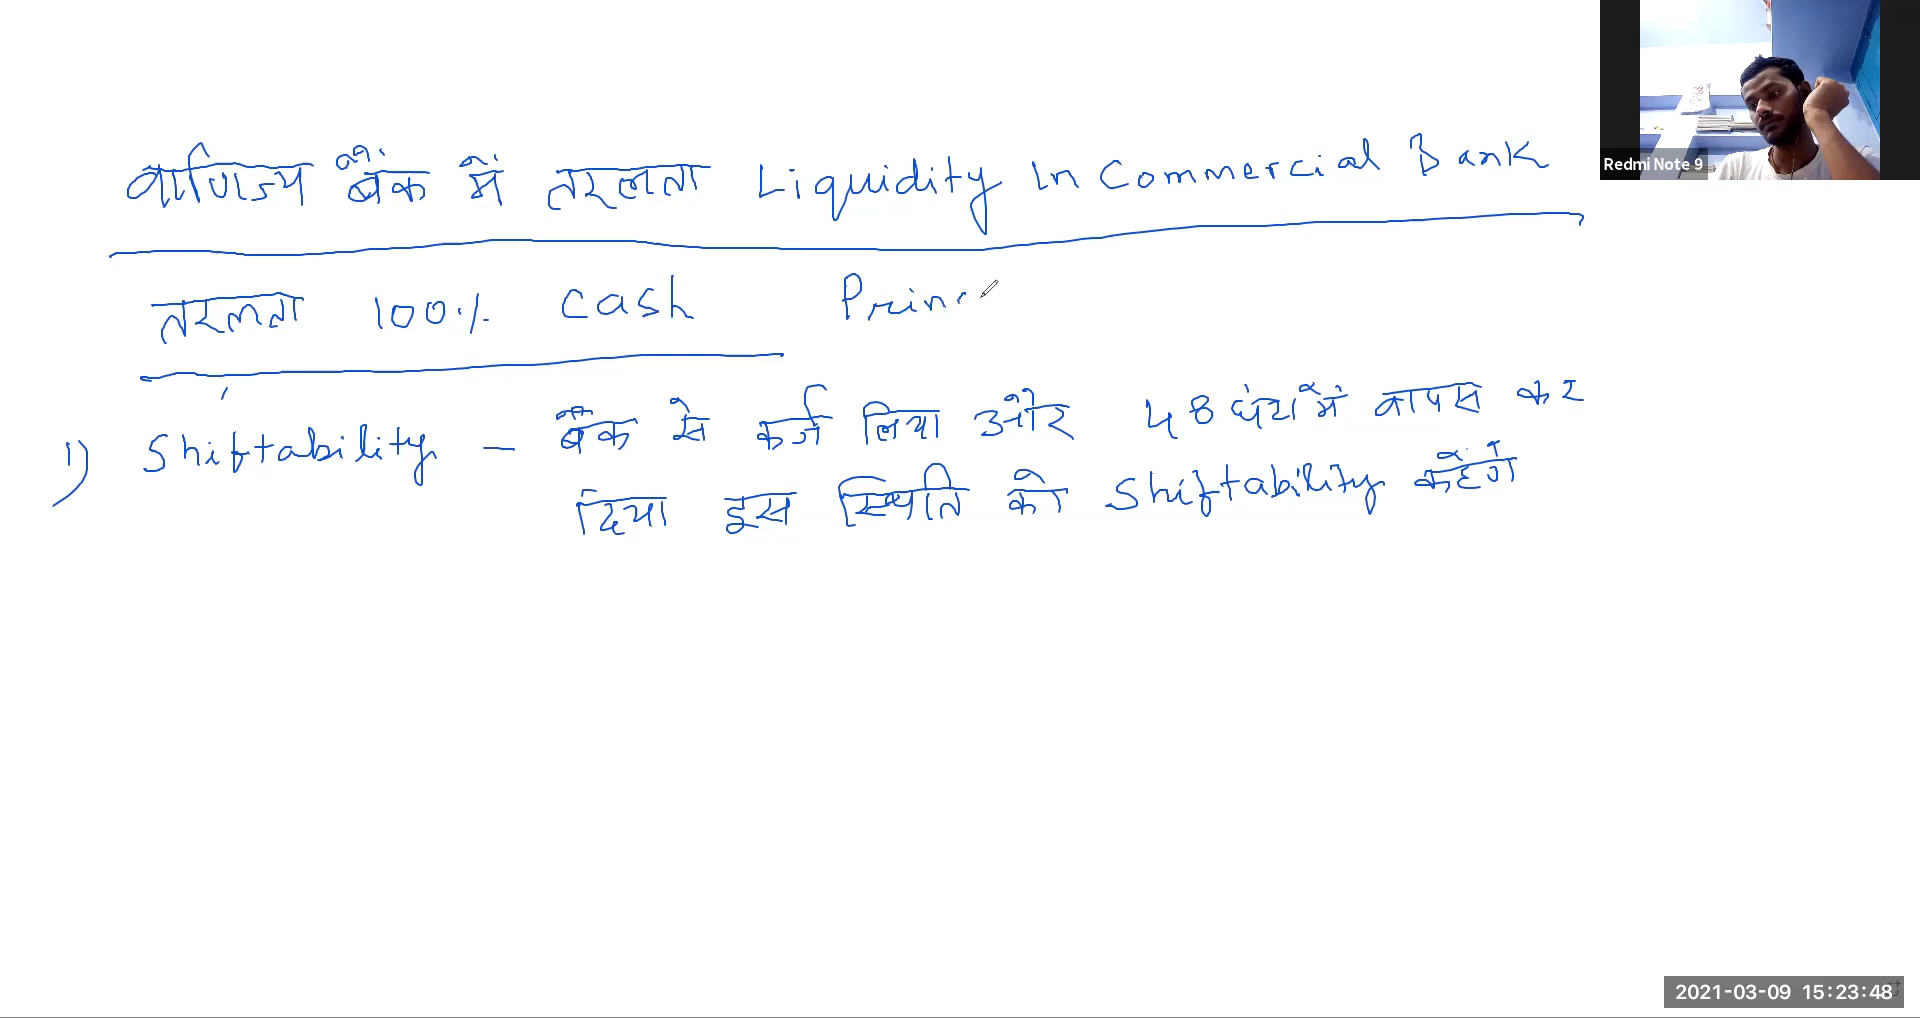 Redmi Note 9
वाणिज्य बैंक में तरलता Liquidity In Commercial Bank
तरलता 100% Cash Prin
1) Shiftability - बैंक से कर्ज लिया और 48 घंटों में वापस कर
दिया इस स्थिति को Shiftability कहेंगे
2021-03-09 15:23:48